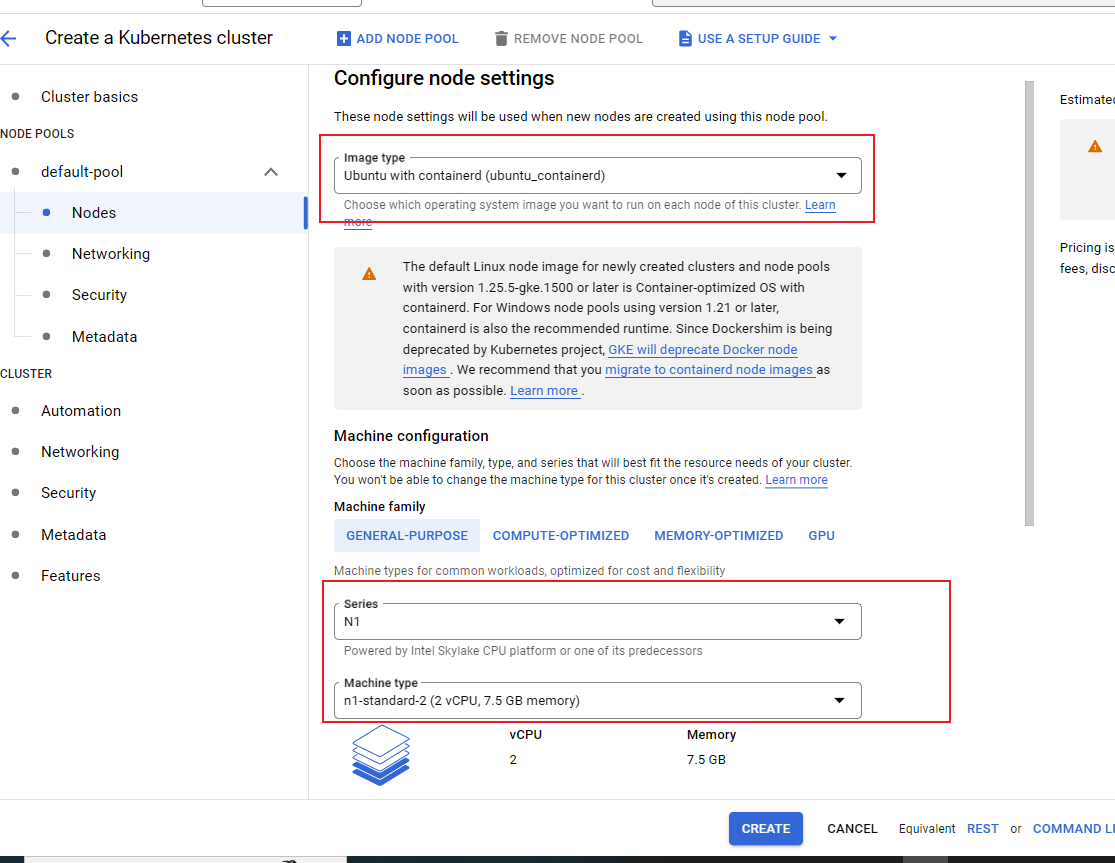 Create a Kubernetes cluster
ADD NODE POOL
REMOVE NODE POOL
USE A SETUP GUIDE
Cluster basics
NODE POOLS
default-pool
Nodes
Networking
Security
Metadata
CLUSTER
Automation
Networking
Security
Metadata
Features
Configure node settings
These node settings will be used when new nodes are created using this node pool.
Image type
Ubuntu with containerd (ubuntu_containerd)
Choose which operating system image you want to run on each node of this cluster. Learn
more
The default Linux node image for newly created clusters and node pools
with version 1.25.5-gke.1500 or later is Container-optimized OS with
containerd. For Windows node pools using version 1.21 or later,
containerd is also the recommended runtime. Since Dockershim is being
deprecated by Kubernetes project, GKE will deprecate Docker node
images . We recommend that you migrate to containerd node images as
soon as possible. Learn more .
Machine configuration
Choose the machine family, type, and series that will best fit the resource needs of your cluster.
You won't be able to change the machine type for this cluster once it's created. Learn more
Machine family
GENERAL-PURPOSE
COMPUTE-OPTIMIZED
MEMORY-OPTIMIZED
GPU
Machine types for common workloads, optimized for cost and flexibility
Series
N1
Powered by Intel Skylake CPU platform or one of its predecessors
Machine type
n1-standard-2 (2 vCPU, 7.5 GB memory)
vCPU
Memory
2
7.5 GB
Estimated
Pricing is
fees, disc
CREATE
CANCEL
Equivalent REST or COMMAND LI